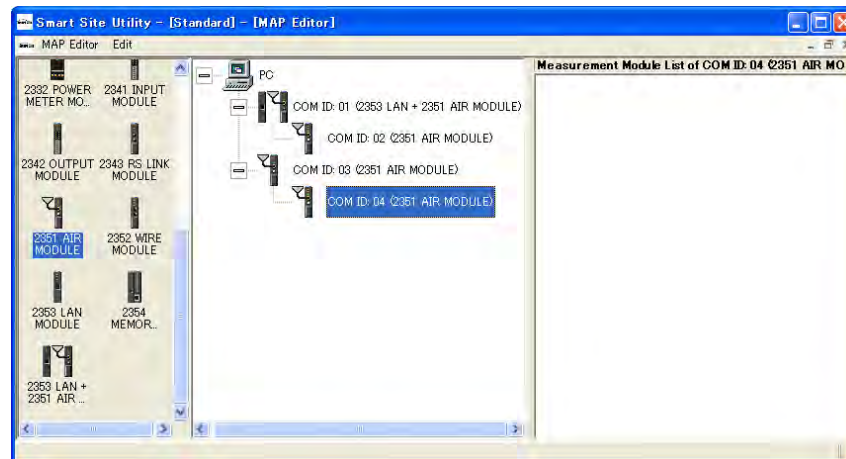 Smart Site Utility - [Standard] - [MAP Editor]
MAP Editor Edit
2332 POWER METER MO...
2341 INPUT MODULE
2342 OUTPUT MODULE
2343 RS LINK MODULE
2351 AIR MODULE
2352 WIRE MODULE
2353 LAN MODULE
2354 MEMOR...
2353 LAN + 2351 AIR ...
PC
COM ID: 01 (2353 LAN + 2351 AIR MODULE)
COM ID: 02 (2351 AIR MODULE)
COM ID: 03 (2351 AIR MODULE)
COM ID: 04 (2351 AIR MODULE)
Measurement Module List of COM ID: 04 (2351 AIR MO